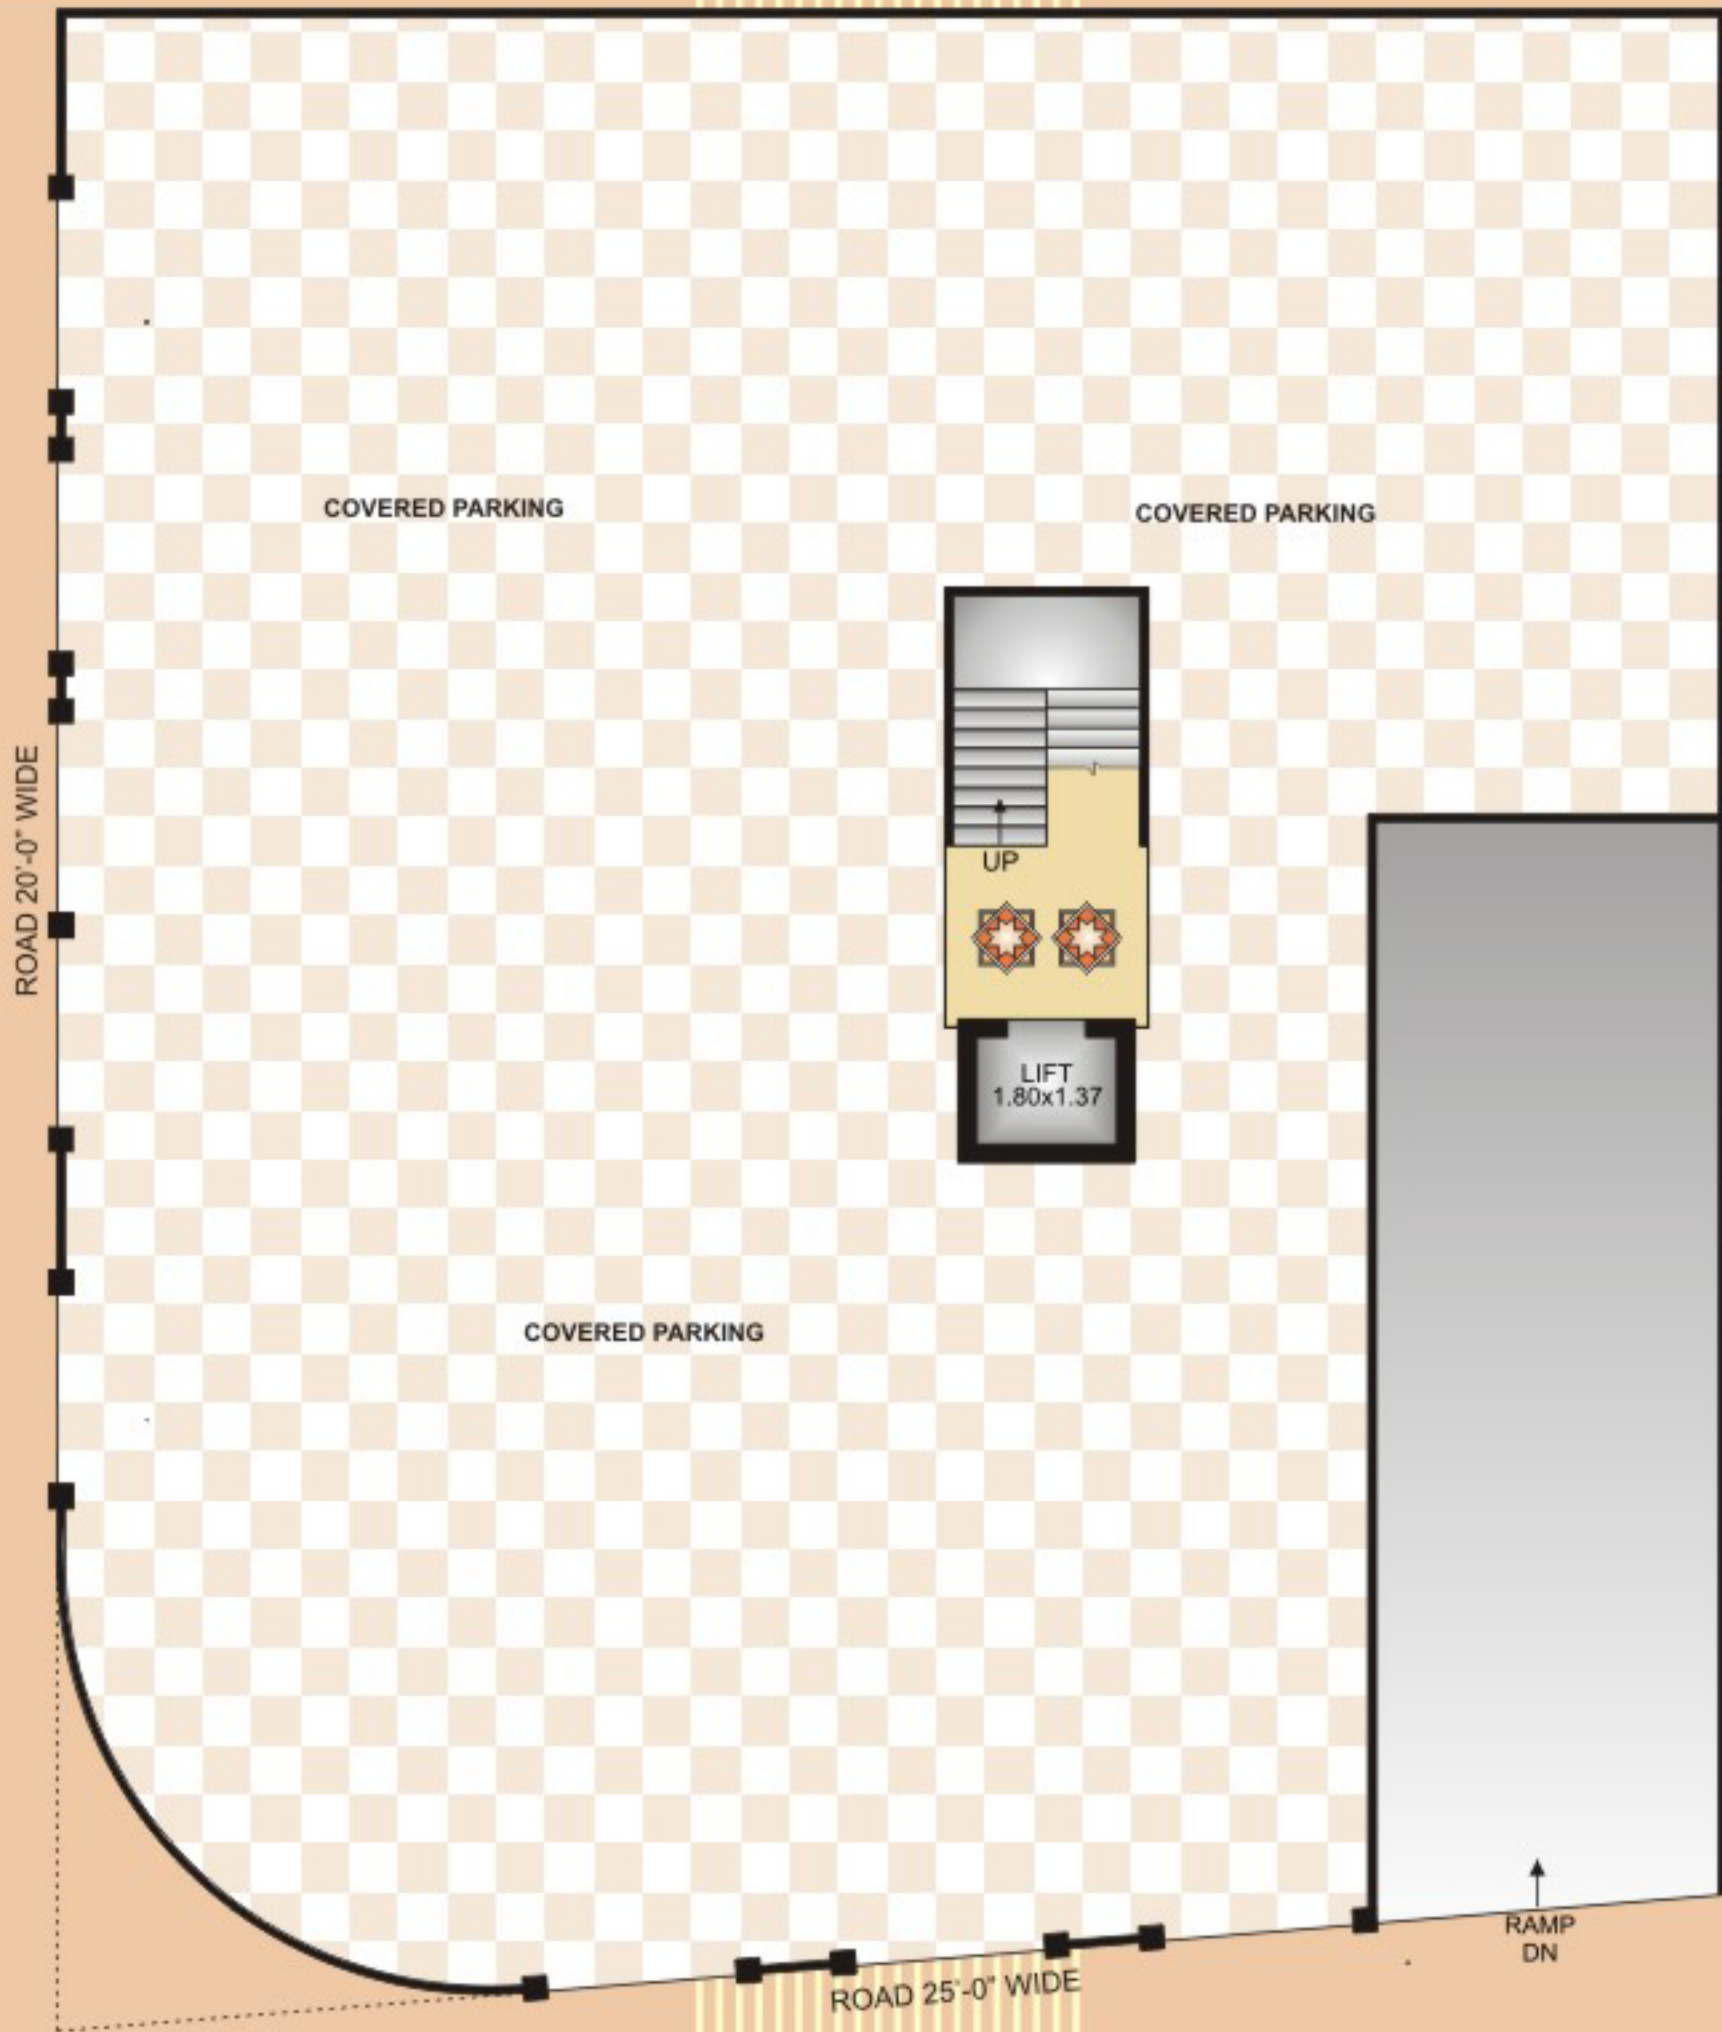 COVERED PARKING
COVERED PARKING
ROAD 20'-0" WIDE
UP
LIFT
1.80x1.37
COVERED PARKING
RAMP
DN
ROAD 25'-0" WIDE